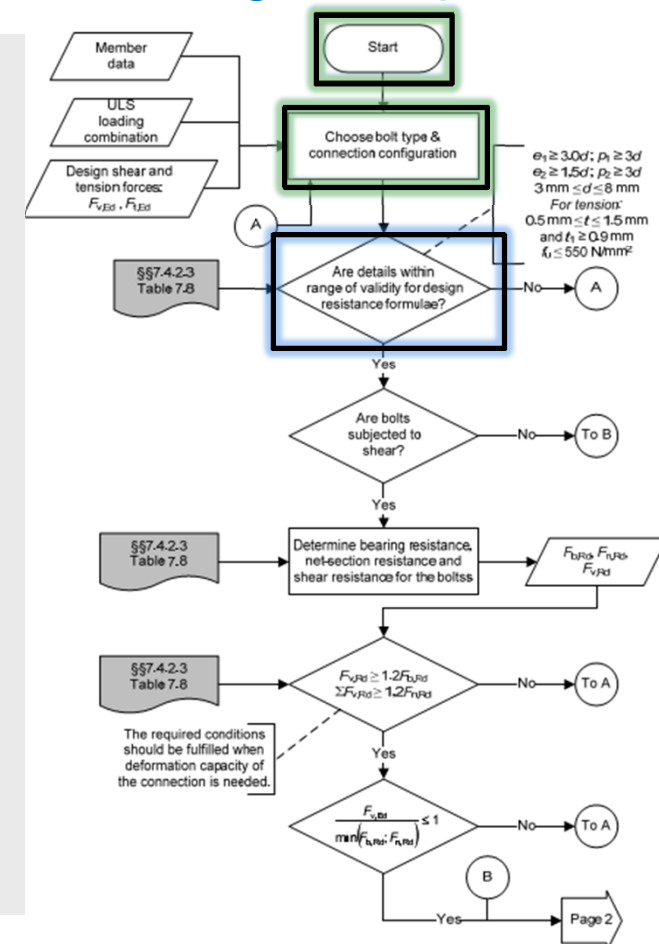 Start
Member
data
ULS
loading
combination
Design shear and
tension forces:
Fv,Ed , Ft,Ed
Choose bolt type &
connection configuration
e1 ≥ 3.0d; p1 ≥ 3d
e2 ≥ 1.5d; p2 ≥ 3d
3 mm ≤ d ≤ 8 mm
For tension:
0.5 mm ≤ t ≤ 1.5 mm
and t1 ≥ 0.9 mm
fu ≤ 550 N/mm²
A
§§7.4.2.3
Table 7.8
Are details within
range of validity for design
resistance formulae?
No
A
Yes
Are bolts
subjected to
shear?
No
To B
Yes
§§7.4.2.3
Table 7.8
Determine bearing resistance,
net-section resistance and
shear resistance for the boltss
Fb,Rd, Fn,Rd,
Fv,Rd
§§7.4.2.3
Table 7.8
Fv,Rd ≥ 1.2Fb,Rd
ΣFv,Rd ≥ 1.2Fn,Rd
No
To A
The required conditions
should be fulfilled when
deformation capacity of
the connection is needed.
Yes
Fv,Ed
min(Fb,Rd; Fn,Rd) ≤ 1
No
To A
B
Yes
Page 2